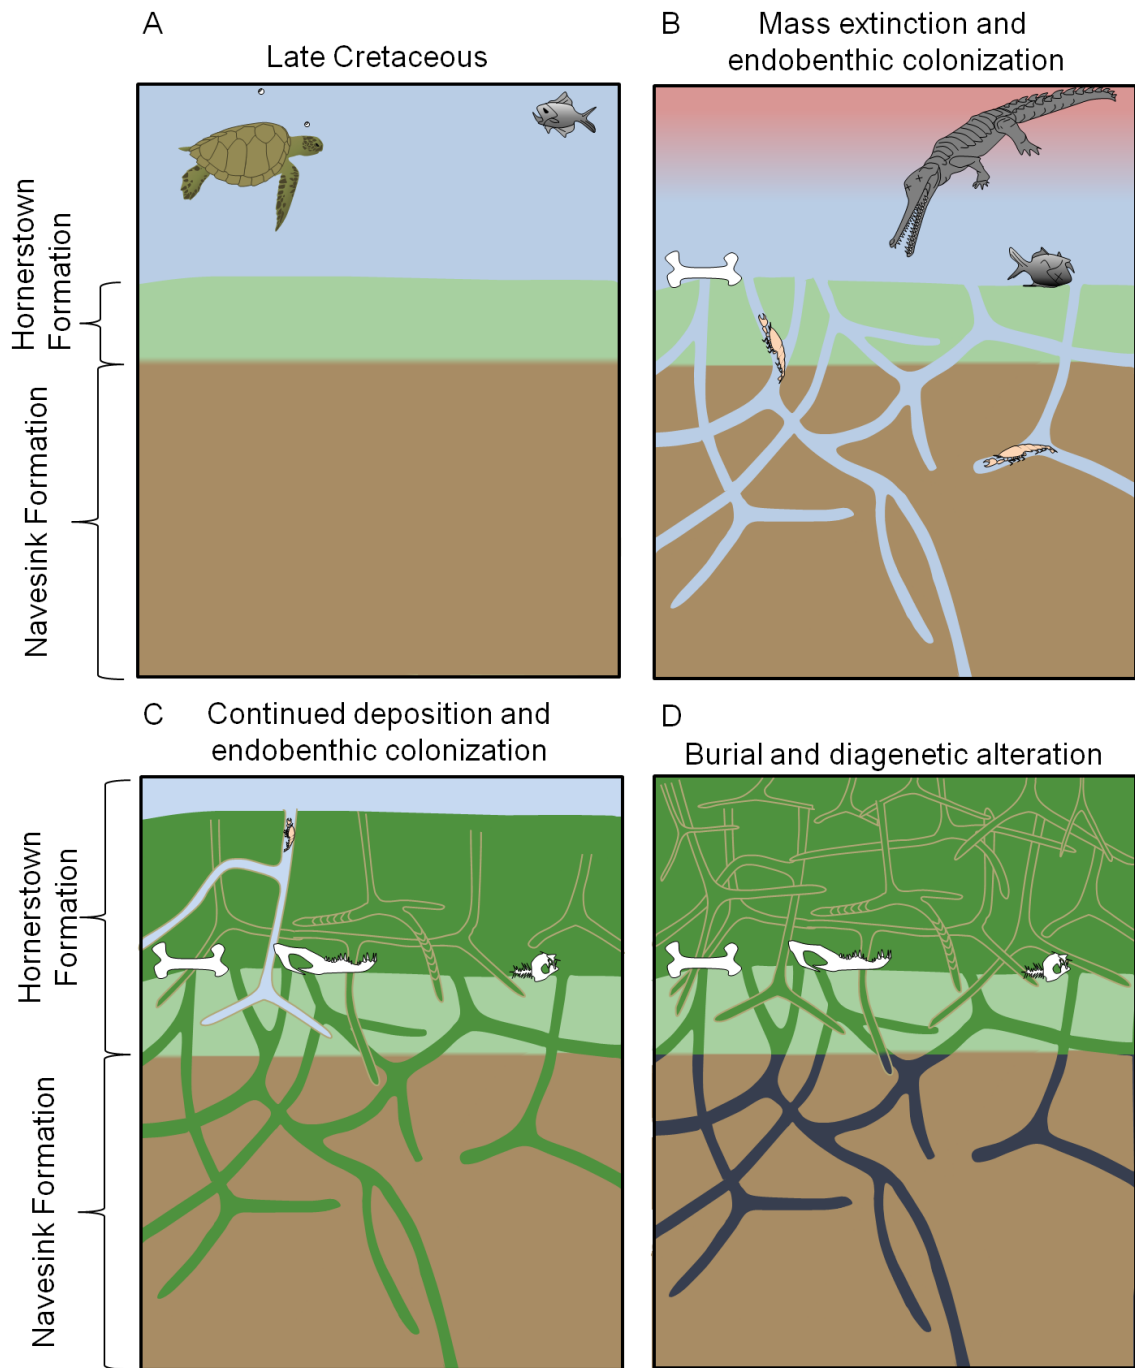 A
Late Cretaceous
B
Mass extinction and
endobenthic colonization
Hornerstown
Formation
Navesink Formation
C
Continued deposition and
endobenthic colonization
D
Burial and diagenetic alteration
Hornerstown
Formation
Navesink Formation